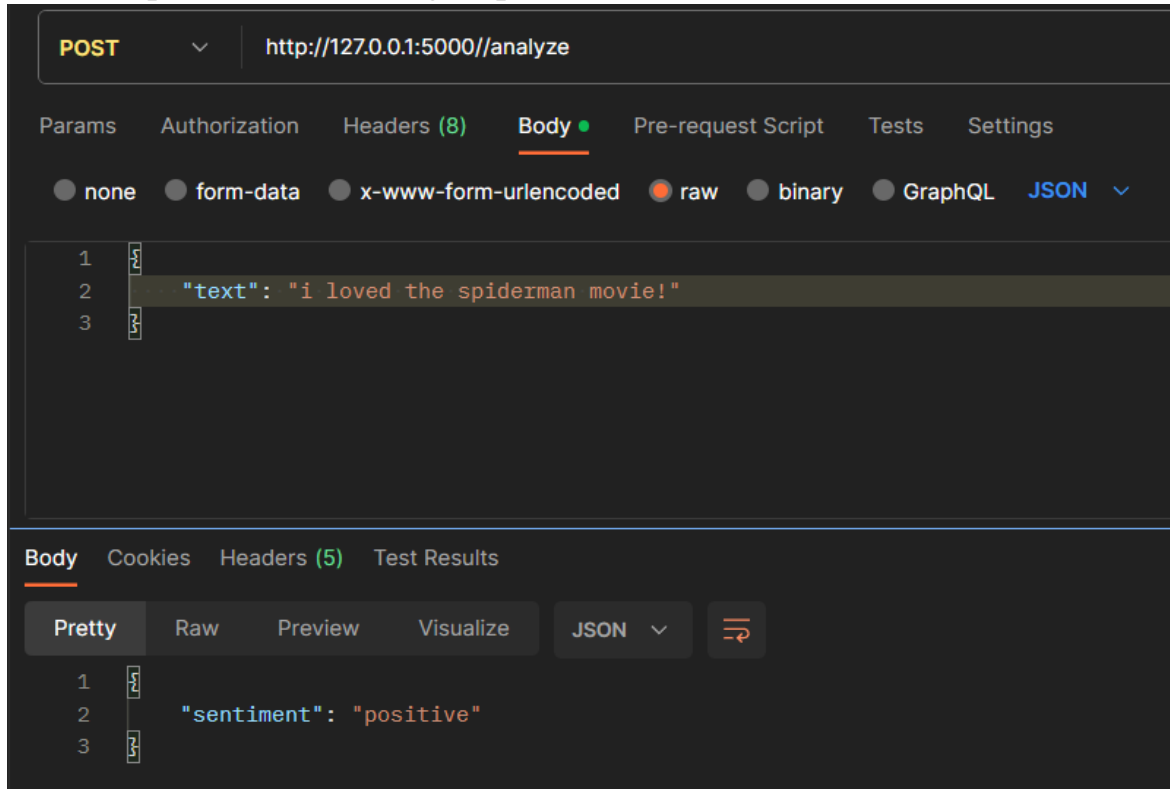 POST http://127.0.0.1:5000//analyze
Params Authorization Headers (8) Body Pre-request Script Tests Settings
none form-data x-www-form-urlencoded raw binary GraphQL JSON
1 {
2 "text": "i loved the spiderman movie!"
3 }
Body Cookies Headers (5) Test Results
Pretty Raw Preview Visualize JSON
1 {
2 "sentiment": "positive"
3 }